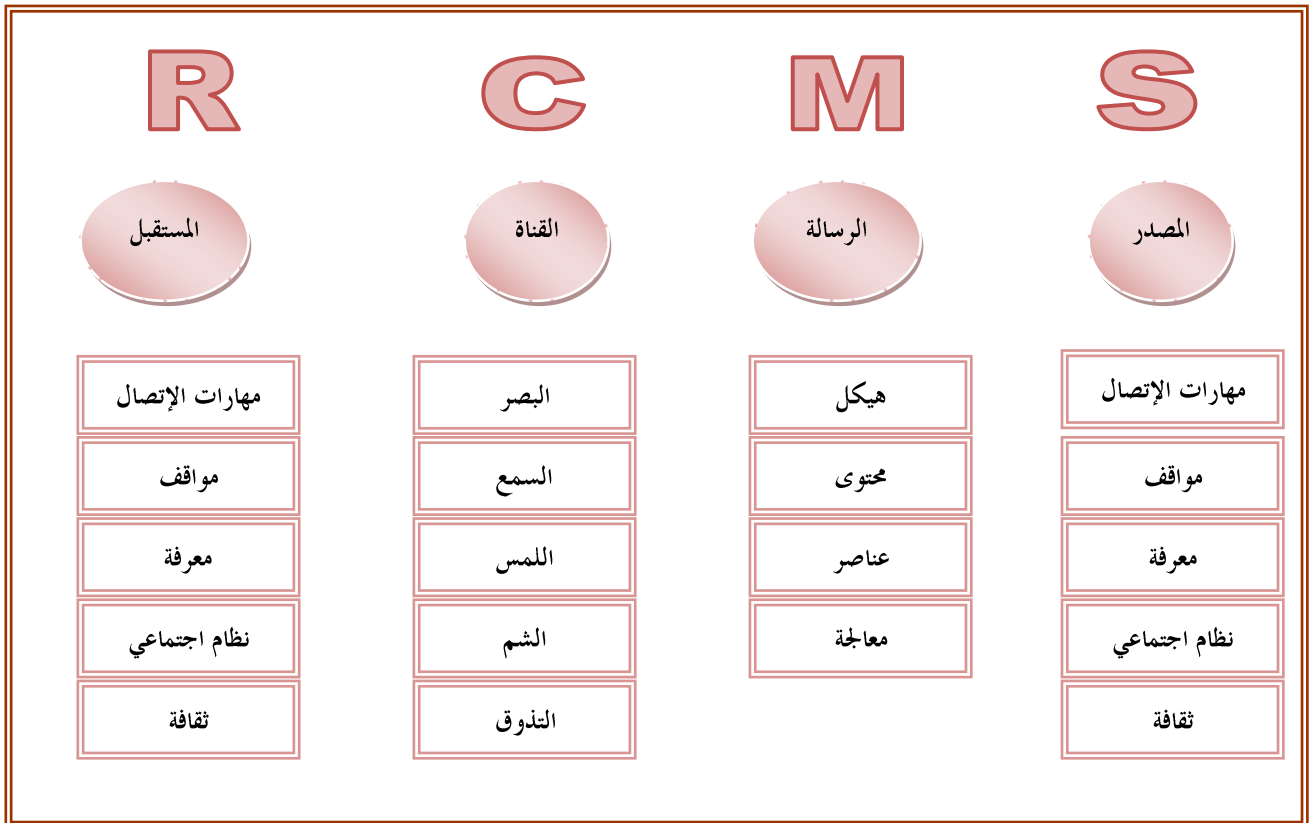 S M C R
المصدر الرسالة القناة المستقبل
مهارات الإتصال هيكل البصر مهارات الإتصال
مواقف محتوى السمع مواقف
معرفة عناصر اللمس معرفة
نظام اجتماعي معالجة الشم نظام اجتماعي
ثقافة التذوق ثقافة